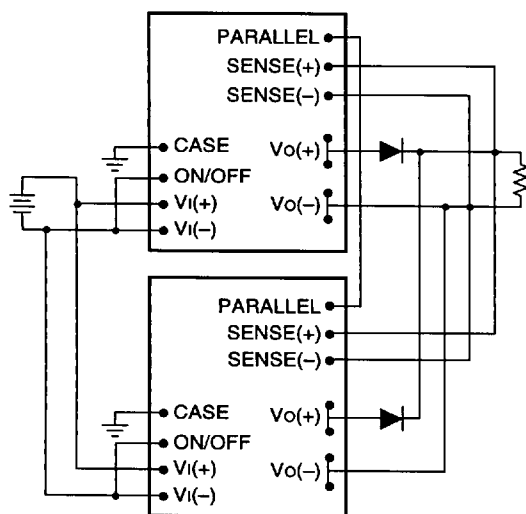 PARALLEL
SENSE(+)
SENSE(–)
CASE
VO(+)
ON/OFF
VI(+)
VO(–)
VI(–)
PARALLEL
SENSE(+)
SENSE(–)
CASE
VO(+)
ON/OFF
VI(+)
VO(–)
VI(–)